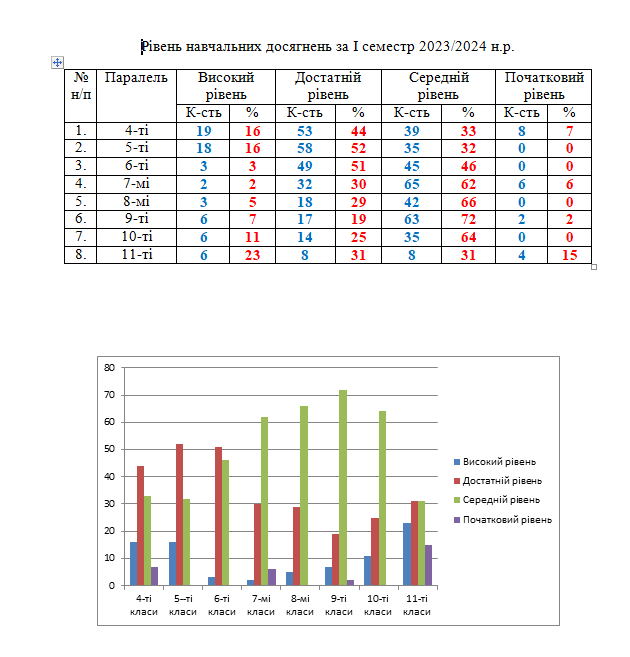 Рівень навчальних досягнень за І семестр 2023/2024 н.р.
№ н/п Паралель Високий рівень Достатній рівень Середній рівень Початковий рівень
К-сть % К-сть % К-сть % К-сть %
1. 4-ті 19 16 53 44 39 33 8 7
2. 5-ті 18 16 58 52 35 32 0 0
3. 6-ті 3 3 49 51 45 46 0 0
4. 7-мі 2 2 32 30 65 62 6 6
5. 8-мі 3 5 18 29 42 66 0 0
6. 9-ті 6 7 17 19 63 72 2 2
7. 10-ті 6 11 14 25 35 64 0 0
8. 11-ті 6 23 8 31 8 31 4 15
80
70
60
50
40
30
20
10
0
4-ті класи 5--ті класи 6-ті класи 7-мі класи 8-мі класи 9-ті класи 10-ті класи 11-ті класи
Високий рівень
Достатній рівень
Середній рівень
Початковий рівень